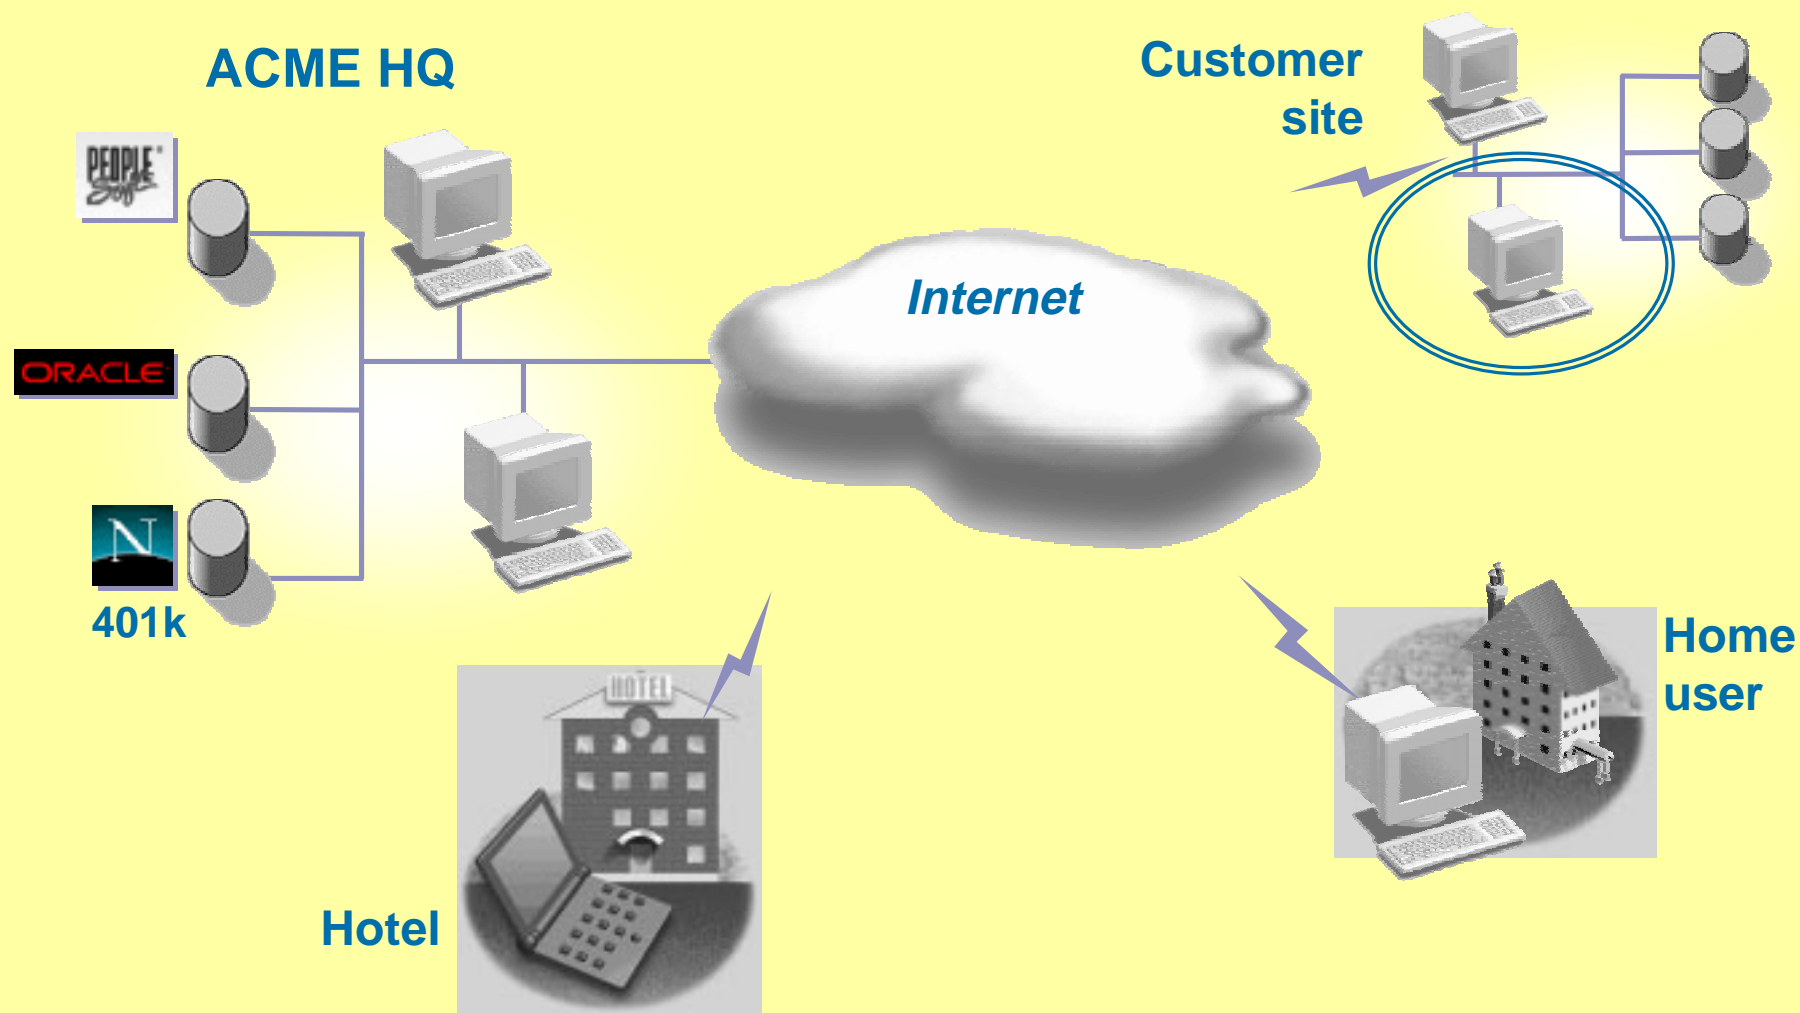 ACME HQ
Customer
site
PEOPLE
Soft
ORACLE
Internet
N
401k
Home
user
HOTEL
Hotel